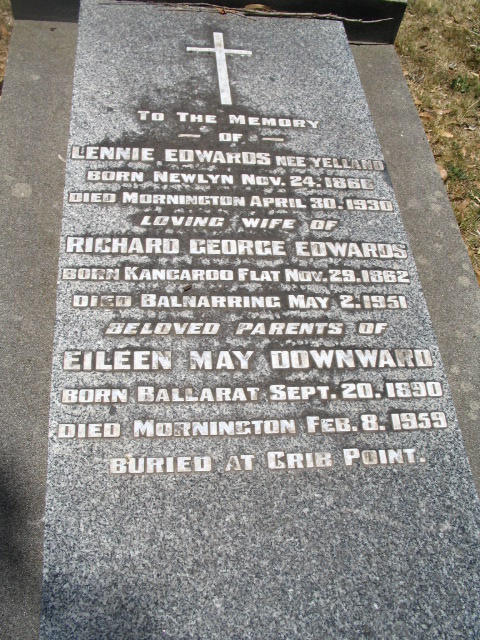 To The Memory
— OF —
LENNIE EDWARDS NEE YELLAND
BORN NEWLYN NOV. 24. 1866
DIED MORNINGTON APRIL 30. 1930
LOVING WIFE OF
RICHARD GEORGE EDWARDS
BORN KANGAROO FLAT NOV. 29. 1862
DIED BALNARRING MAY 2. 1951
BELOVED PARENTS OF
EILEEN MAY DOWNWARD
BORN BALLARAT SEPT. 20. 1890
DIED MORNINGTON FEB. 8. 1959
BURIED AT CRIB POINT.